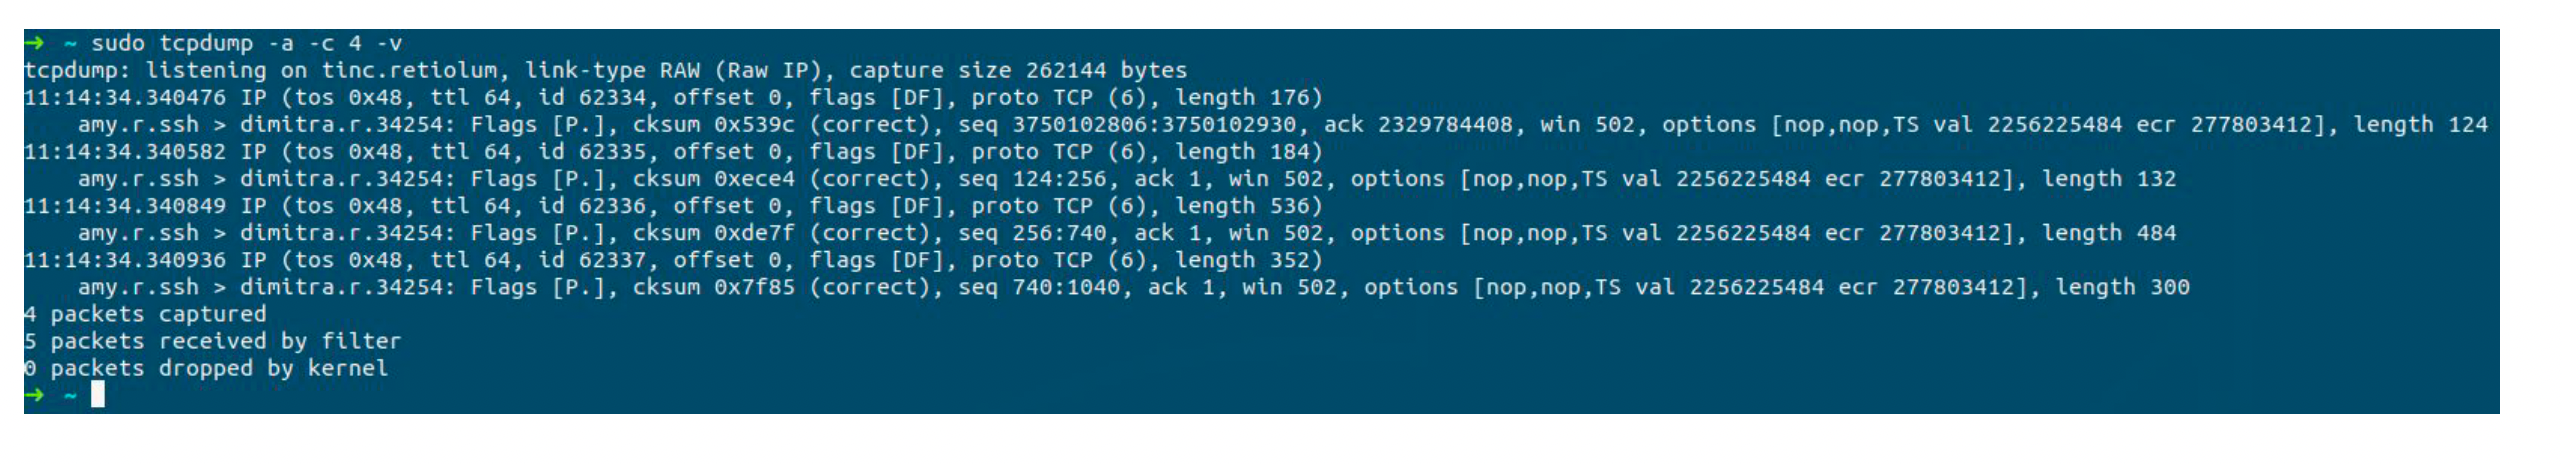 → ~ sudo tcpdump -a -c 4 -v
tcpdump: listening on tinc.retiolum, link-type RAW (Raw IP), capture size 262144 bytes
11:14:34.340476 IP (tos 0x48, ttl 64, id 62334, offset 0, flags [DF], proto TCP (6), length 176)
    amy.r.ssh > dimitra.r.34254: Flags [P.], cksum 0x539c (correct), seq 3750102806:3750102930, ack 2329784408, win 502, options [nop,nop,TS val 2256225484 ecr 277803412], length 124
11:14:34.340582 IP (tos 0x48, ttl 64, id 62335, offset 0, flags [DF], proto TCP (6), length 184)
    amy.r.ssh > dimitra.r.34254: Flags [P.], cksum 0xece4 (correct), seq 124:256, ack 1, win 502, options [nop,nop,TS val 2256225484 ecr 277803412], length 132
11:14:34.340849 IP (tos 0x48, ttl 64, id 62336, offset 0, flags [DF], proto TCP (6), length 536)
    amy.r.ssh > dimitra.r.34254: Flags [P.], cksum 0xde7f (correct), seq 256:740, ack 1, win 502, options [nop,nop,TS val 2256225484 ecr 277803412], length 484
11:14:34.340936 IP (tos 0x48, ttl 64, id 62337, offset 0, flags [DF], proto TCP (6), length 352)
    amy.r.ssh > dimitra.r.34254: Flags [P.], cksum 0x7f85 (correct), seq 740:1040, ack 1, win 502, options [nop,nop,TS val 2256225484 ecr 277803412], length 300
4 packets captured
5 packets received by filter
0 packets dropped by kernel
→ ~